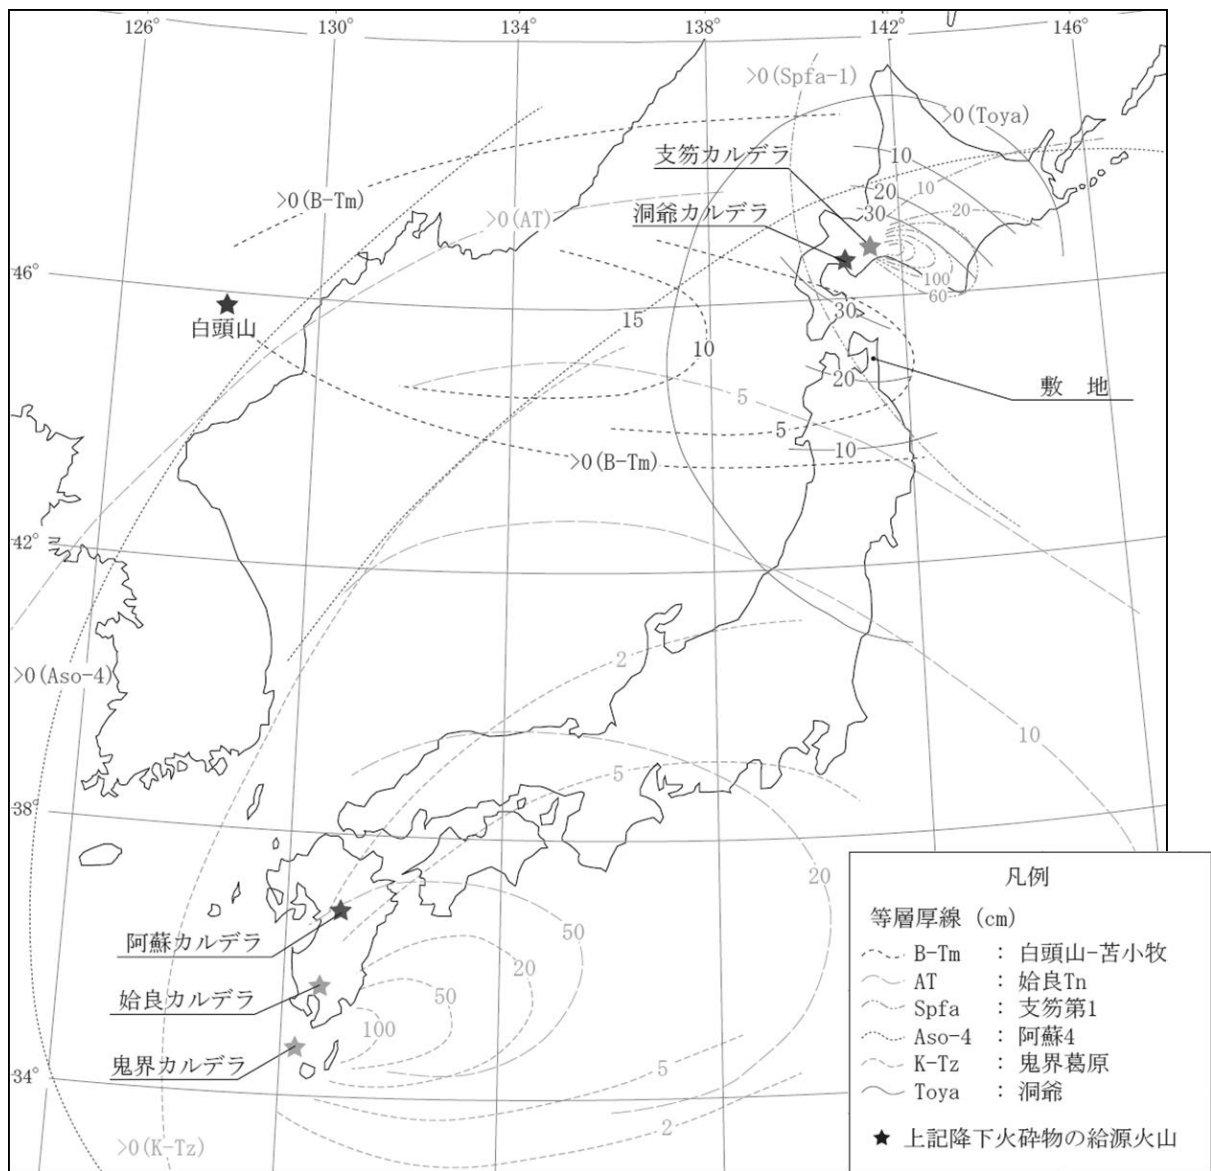 126°
130°
134°
138°
142°
146°
>0(Spfa-1)
>0(Toya)
支笏カルデラ
10
20
10
>0(B-Tm)
>0(AT)
洞爺カルデラ
30
20
46°
100
60
白頭山
15
30
10
20
敷 地
5
5
10
>0(B-Tm)
42°
2
>0(Aso-4)
10
5
38°
20
凡例
等層厚線 (cm)
B-Tm : 白頭山-苫小牧
AT : 姶良Tn
Spfa : 支笏第1
Aso-4 : 阿蘇4
K-Tz : 鬼界葛原
Toya : 洞爺
★ 上記降下火砕物の給源火山
阿蘇カルデラ
50
20
姶良カルデラ
50
100
鬼界カルデラ
5
34°
2
>0(K-Tz)